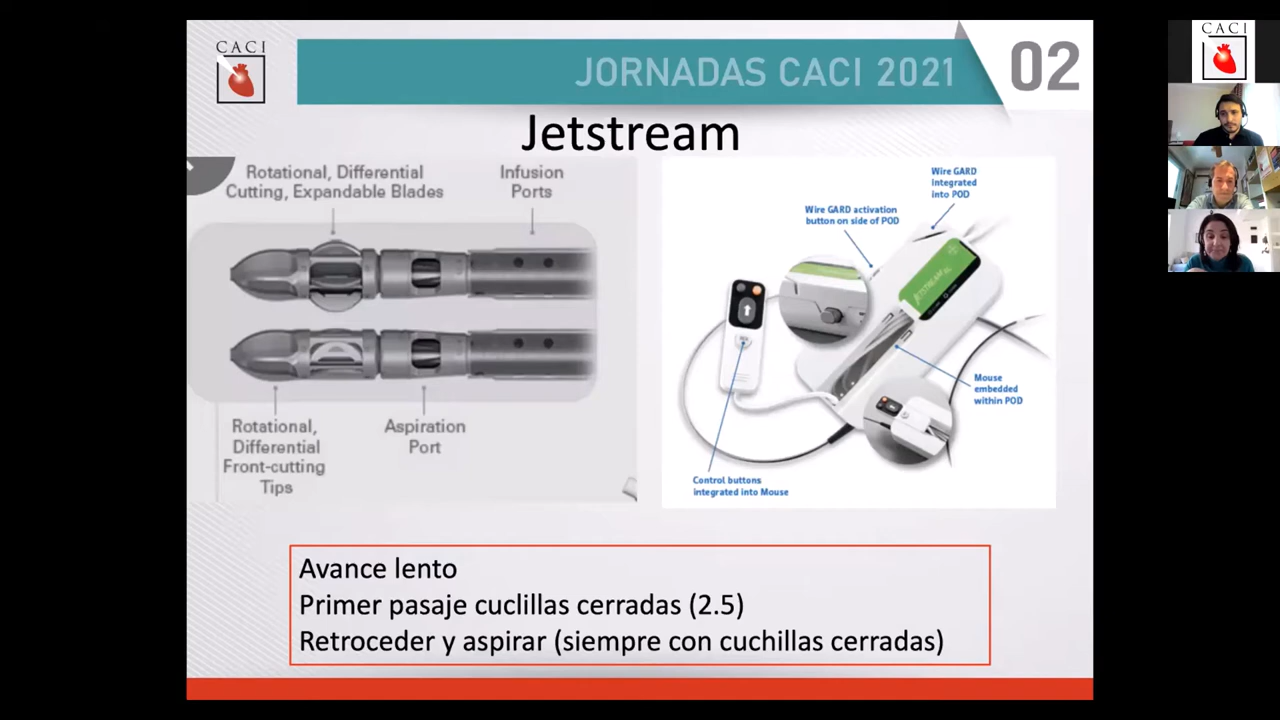 CACI
JORNADAS CACI 2021
02
CACI
Jetstream
Rotational, Differential
Cutting, Expandable Blades
Infusion
Ports
Rotational,
Differential
Front-cutting
Tips
Aspiration
Port
Wire GARD
integrated
into POD
Wire GARD activation
button on side of POD
JETSTREAM
Mouse
embedded
within POD
Control buttons
integrated into Mouse
Avance lento
Primer pasaje cuclillas cerradas (2.5)
Retroceder y aspirar (siempre con cuchillas cerradas)